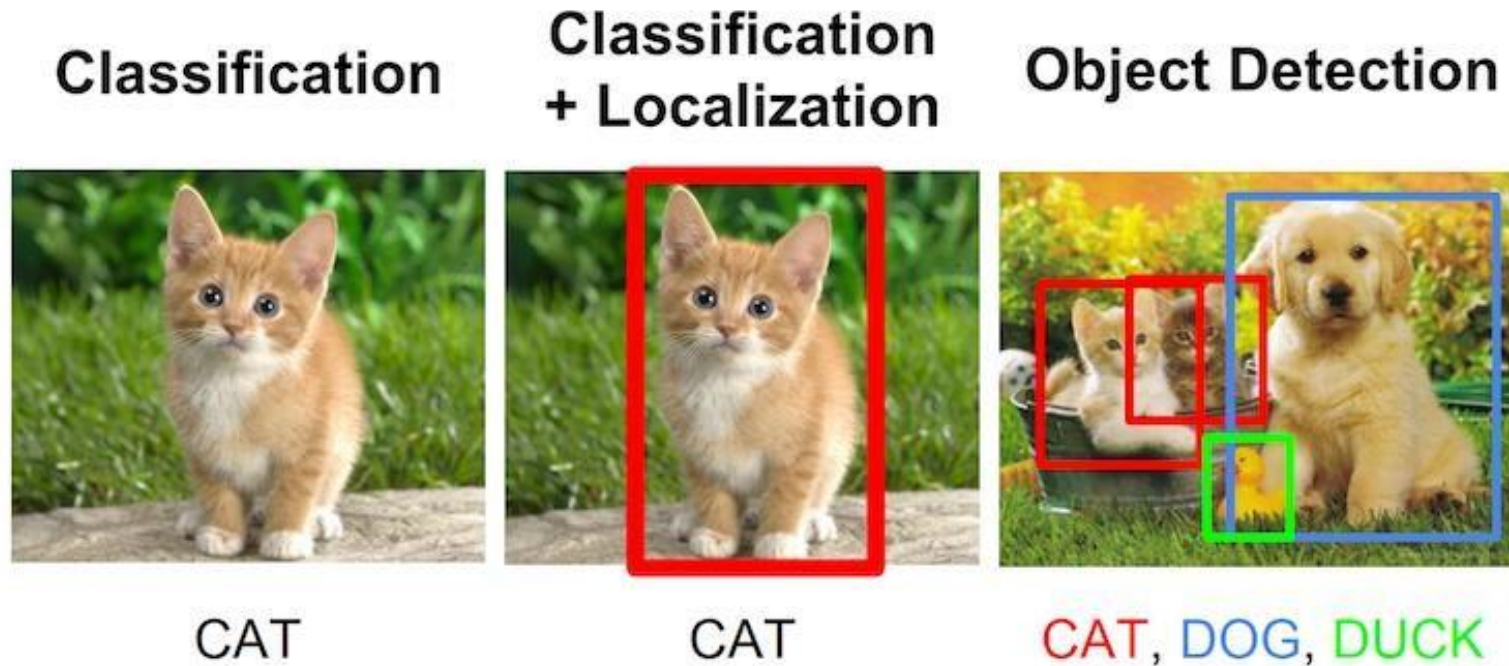 Classification
Classification
+ Localization
Object Detection
CAT
CAT
CAT, DOG, DUCK